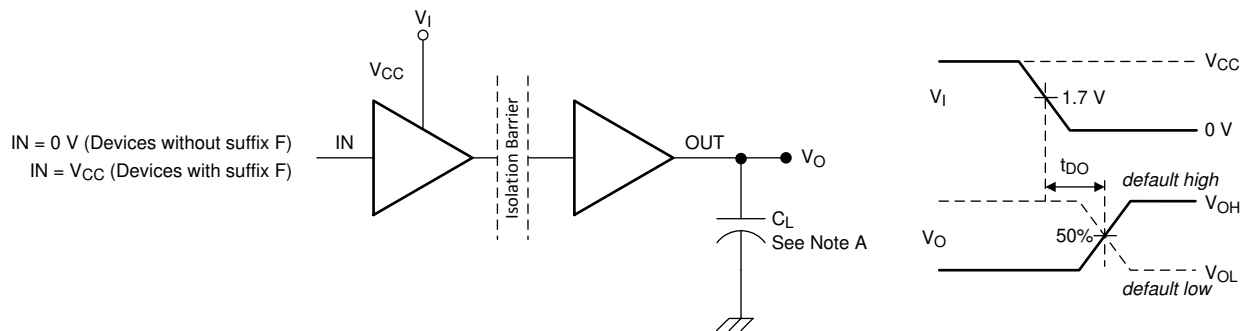 V_I
V_CC
IN = 0 V (Devices without suffix F)
IN = V_CC (Devices with suffix F)
IN
Isolation Barrier
OUT
V_O
C_L
See Note A
V_I
V_CC
1.7 V
0 V
t_DO
default high
V_OH
V_O
50%
V_OL
default low